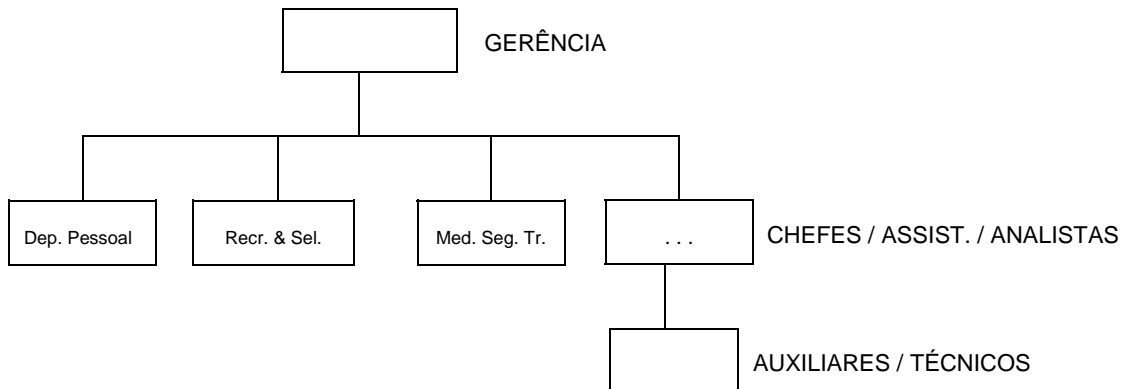 GERÊNCIA
Dep. Pessoal
Recr. & Sel.
Med. Seg. Tr.
. . .
CHEFES / ASSIST. / ANALISTAS
AUXILIARES / TÉCNICOS